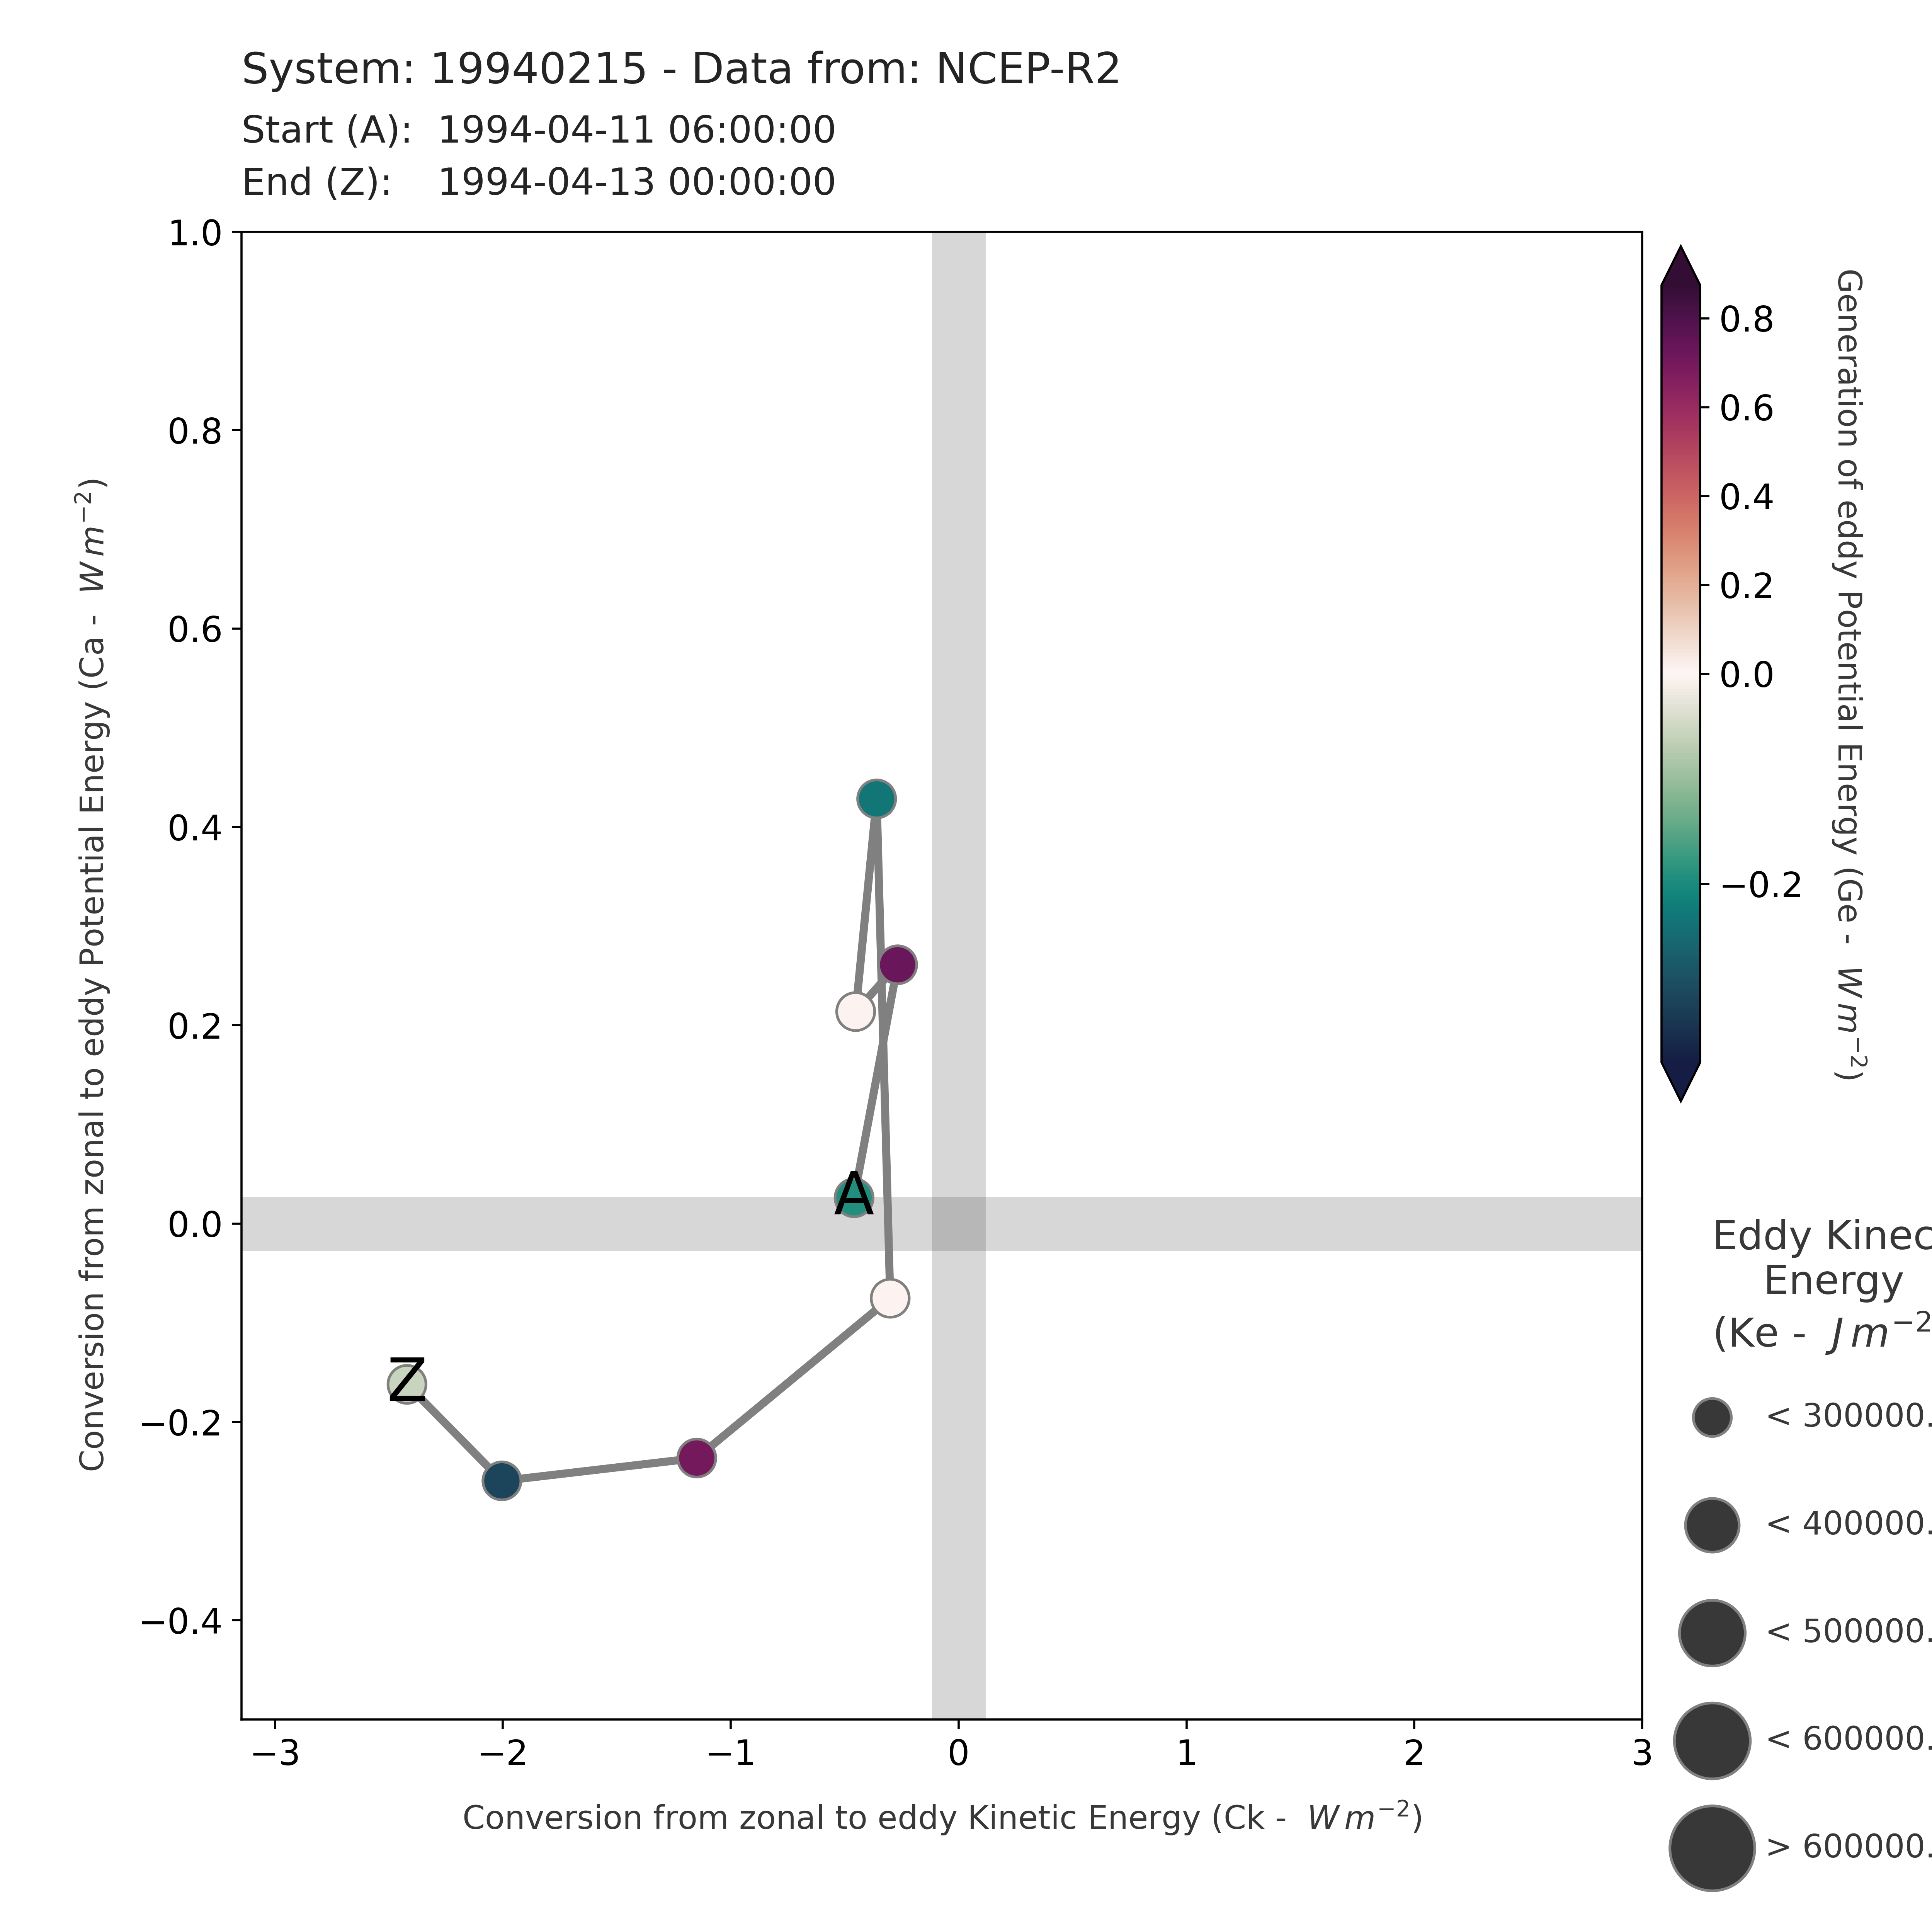 System: 19940215 - Data from: NCEP-R2
Start (A): 1994-04-11 06:00:00
End (Z): 1994-04-13 00:00:00
1.0
0.8
0.6
0.4
0.2
0.0
−0.2
−0.4
Conversion from zonal to eddy Potential Energy (Ca - W m⁻²)
A
Z
−3
−2
−1
0
1
2
3
Conversion from zonal to eddy Kinetic Energy (Ck - W m⁻²)
0.8
0.6
0.4
0.2
0.0
−0.2
Generation of eddy Potential Energy (Ge - W m⁻²)
Eddy Kinec
Energy
(Ke - J m⁻²
< 300000.
< 400000.
< 500000.
< 600000.
> 600000.